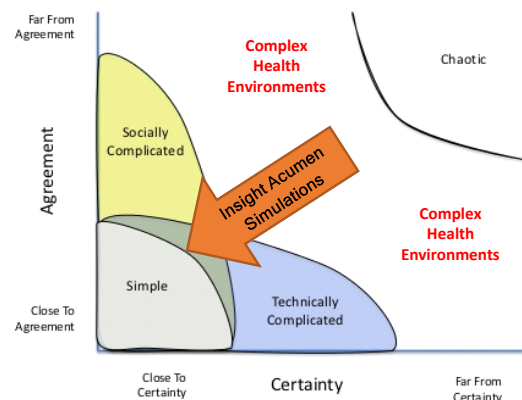 Far From
Agreement
Complex
Health
Environments
Chaotic
Socially
Complicated
Agreement
Insight Acumen
Simulations
Complex
Health
Environments
Simple
Technically
Complicated
Close To
Agreement
Close To
Certainty
Certainty
Far From
Certainty